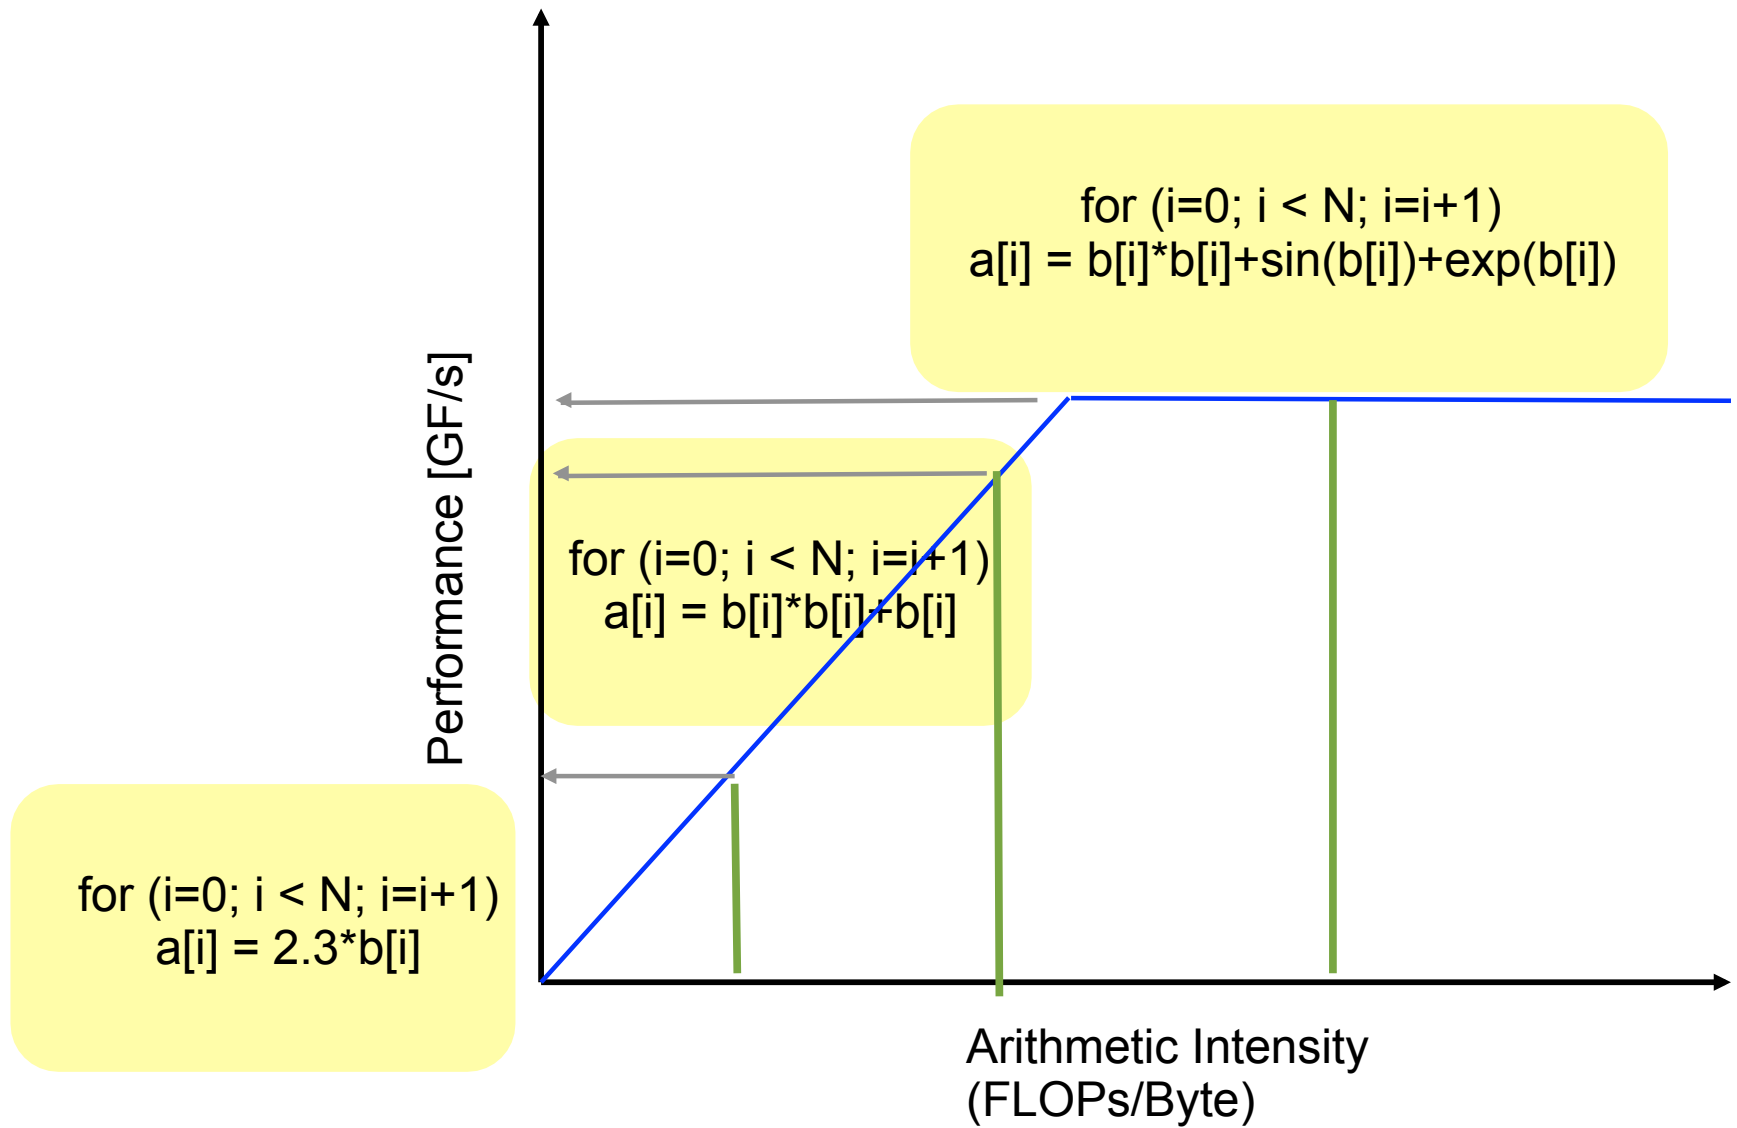 for (i=0; i < N; i=i+1)
a[i] = b[i]*b[i]+sin(b[i])+exp(b[i])
Performance [GF/s]
for (i=0; i < N; i=i+1)
a[i] = b[i]*b[i]+b[i]
for (i=0; i < N; i=i+1)
a[i] = 2.3*b[i]
Arithmetic Intensity
(FLOPs/Byte)